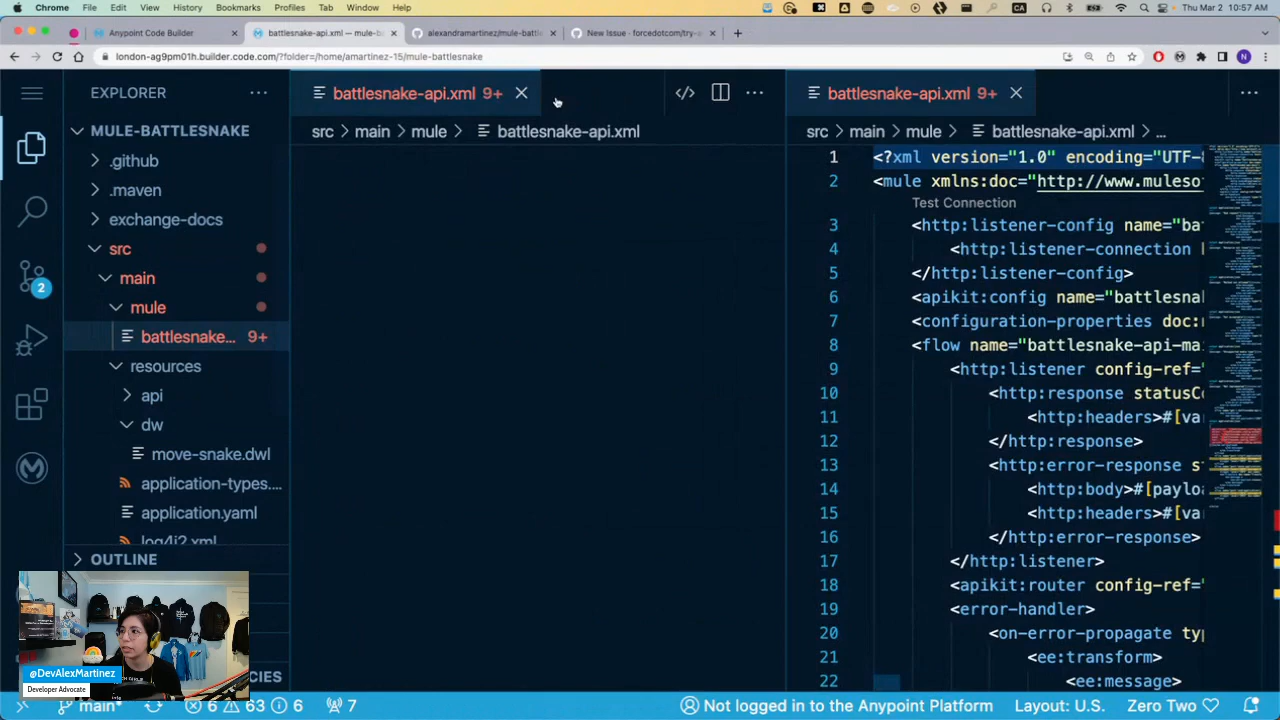 Chrome File Edit View History Bookmarks Profiles Tab Window Help Thu Mar 2 10:57 AM
Anypoint Code Builder
battlesnake-api.xml — mule-b
alexandramartinez/mule-battl
New Issue · forcedotcom/try-
london-ag9pm01h.builder.code.com/?folder=/home/amartinez-15/mule-battlesnake
EXPLORER
MULE-BATTLESNAKE
.github
.maven
exchange-docs
src
main
mule
battlesnake... 9+
resources
api
dw
move-snake.dwl
application-types....
application.yaml
log4j2.xml
OUTLINE
CIES
battlesnake-api.xml 9+
src > main > mule > battlesnake-api.xml
battlesnake-api.xml 9+
src > main > mule > battlesnake-api.xml > ...
1 <?xml version="1.0" encoding="UTF-
2 <mule xmlns:doc="http://www.muleso
Test Connection
3 <http:listener-config name="ba
4 <http:listener-connection
5 </http:listener-config>
6 <apikit:config name="battlesna
7 <configuration-properties doc:
8 <flow name="battlesnake-api-ma
9 <http:listener config-ref="
10 <http:response statusCo
11 <http:headers>#[va
12 </http:response>
13 <http:error-response s
14 <http:body>#[paylo
15 <http:headers>#[va
16 </http:error-response>
17 </http:listener>
18 <apikit:router config-ref="
19 <error-handler>
20 <on-error-propagate ty
21 <ee:transform>
22 <ee:message>
@DevAlexMartinez
Developer Advocate
main* 6 63 6 7
Not logged in to the Anypoint Platform Layout: U.S. Zero Two